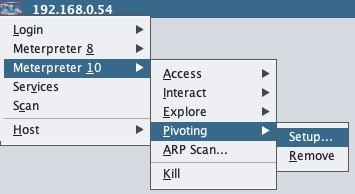 192.168.0.54
Login
Meterpreter 8
Meterpreter 10
Services
Scan
Host
Access
Interact
Explore
Pivoting
ARP Scan...
Kill
Setup...
Remove